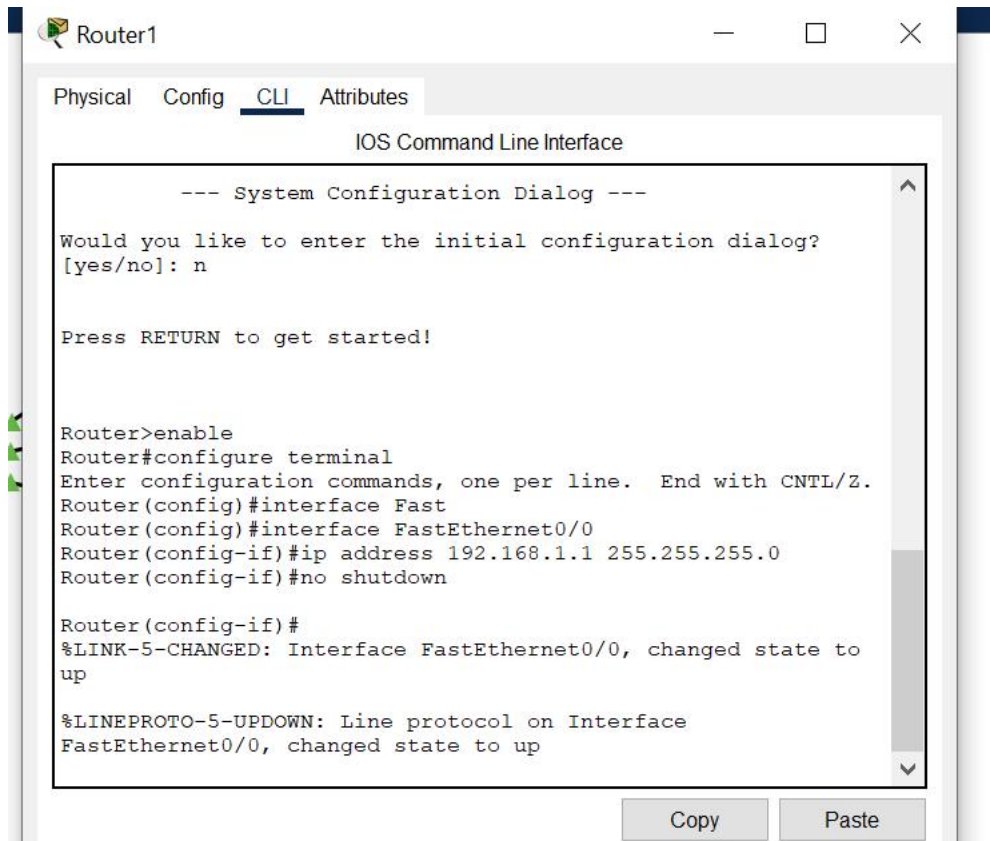 Router1
Physical Config CLI Attributes
IOS Command Line Interface
--- System Configuration Dialog ---
Would you like to enter the initial configuration dialog?
[yes/no]: n
Press RETURN to get started!
Router>enable
Router#configure terminal
Enter configuration commands, one per line.  End with CNTL/Z.
Router(config)#interface Fast
Router(config)#interface FastEthernet0/0
Router(config-if)#ip address 192.168.1.1 255.255.255.0
Router(config-if)#no shutdown
Router(config-if)#
%LINK-5-CHANGED: Interface FastEthernet0/0, changed state to
up
%LINEPROTO-5-UPDOWN: Line protocol on Interface
FastEthernet0/0, changed state to up
Copy Paste